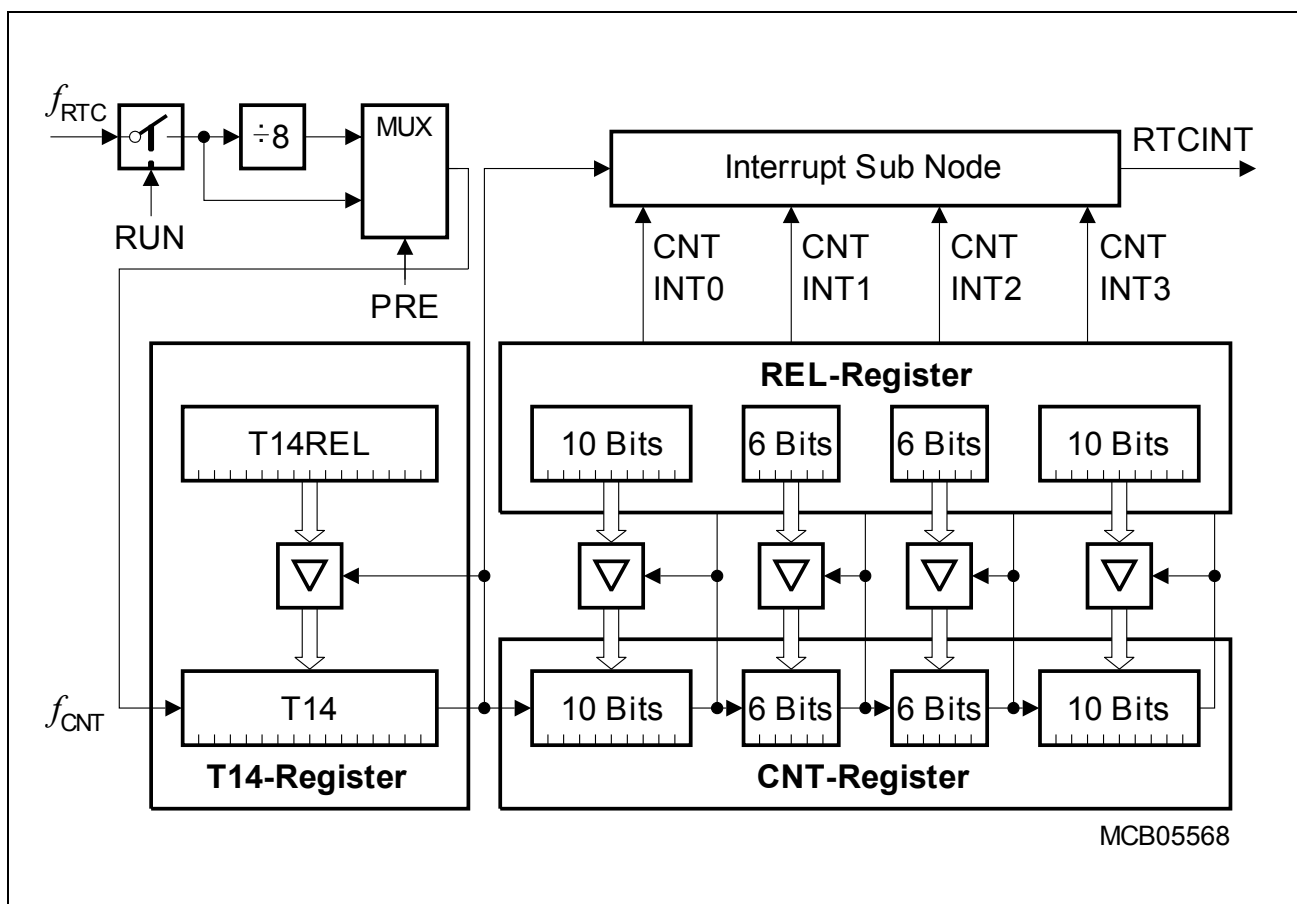 fRTC
÷8
MUX
RUN
PRE
Interrupt Sub Node
RTCINT
CNT
INT0
CNT
INT1
CNT
INT2
CNT
INT3
REL-Register
T14REL
10 Bits
6 Bits
6 Bits
10 Bits
fCNT
T14
10 Bits
6 Bits
6 Bits
10 Bits
T14-Register
CNT-Register
MCB05568